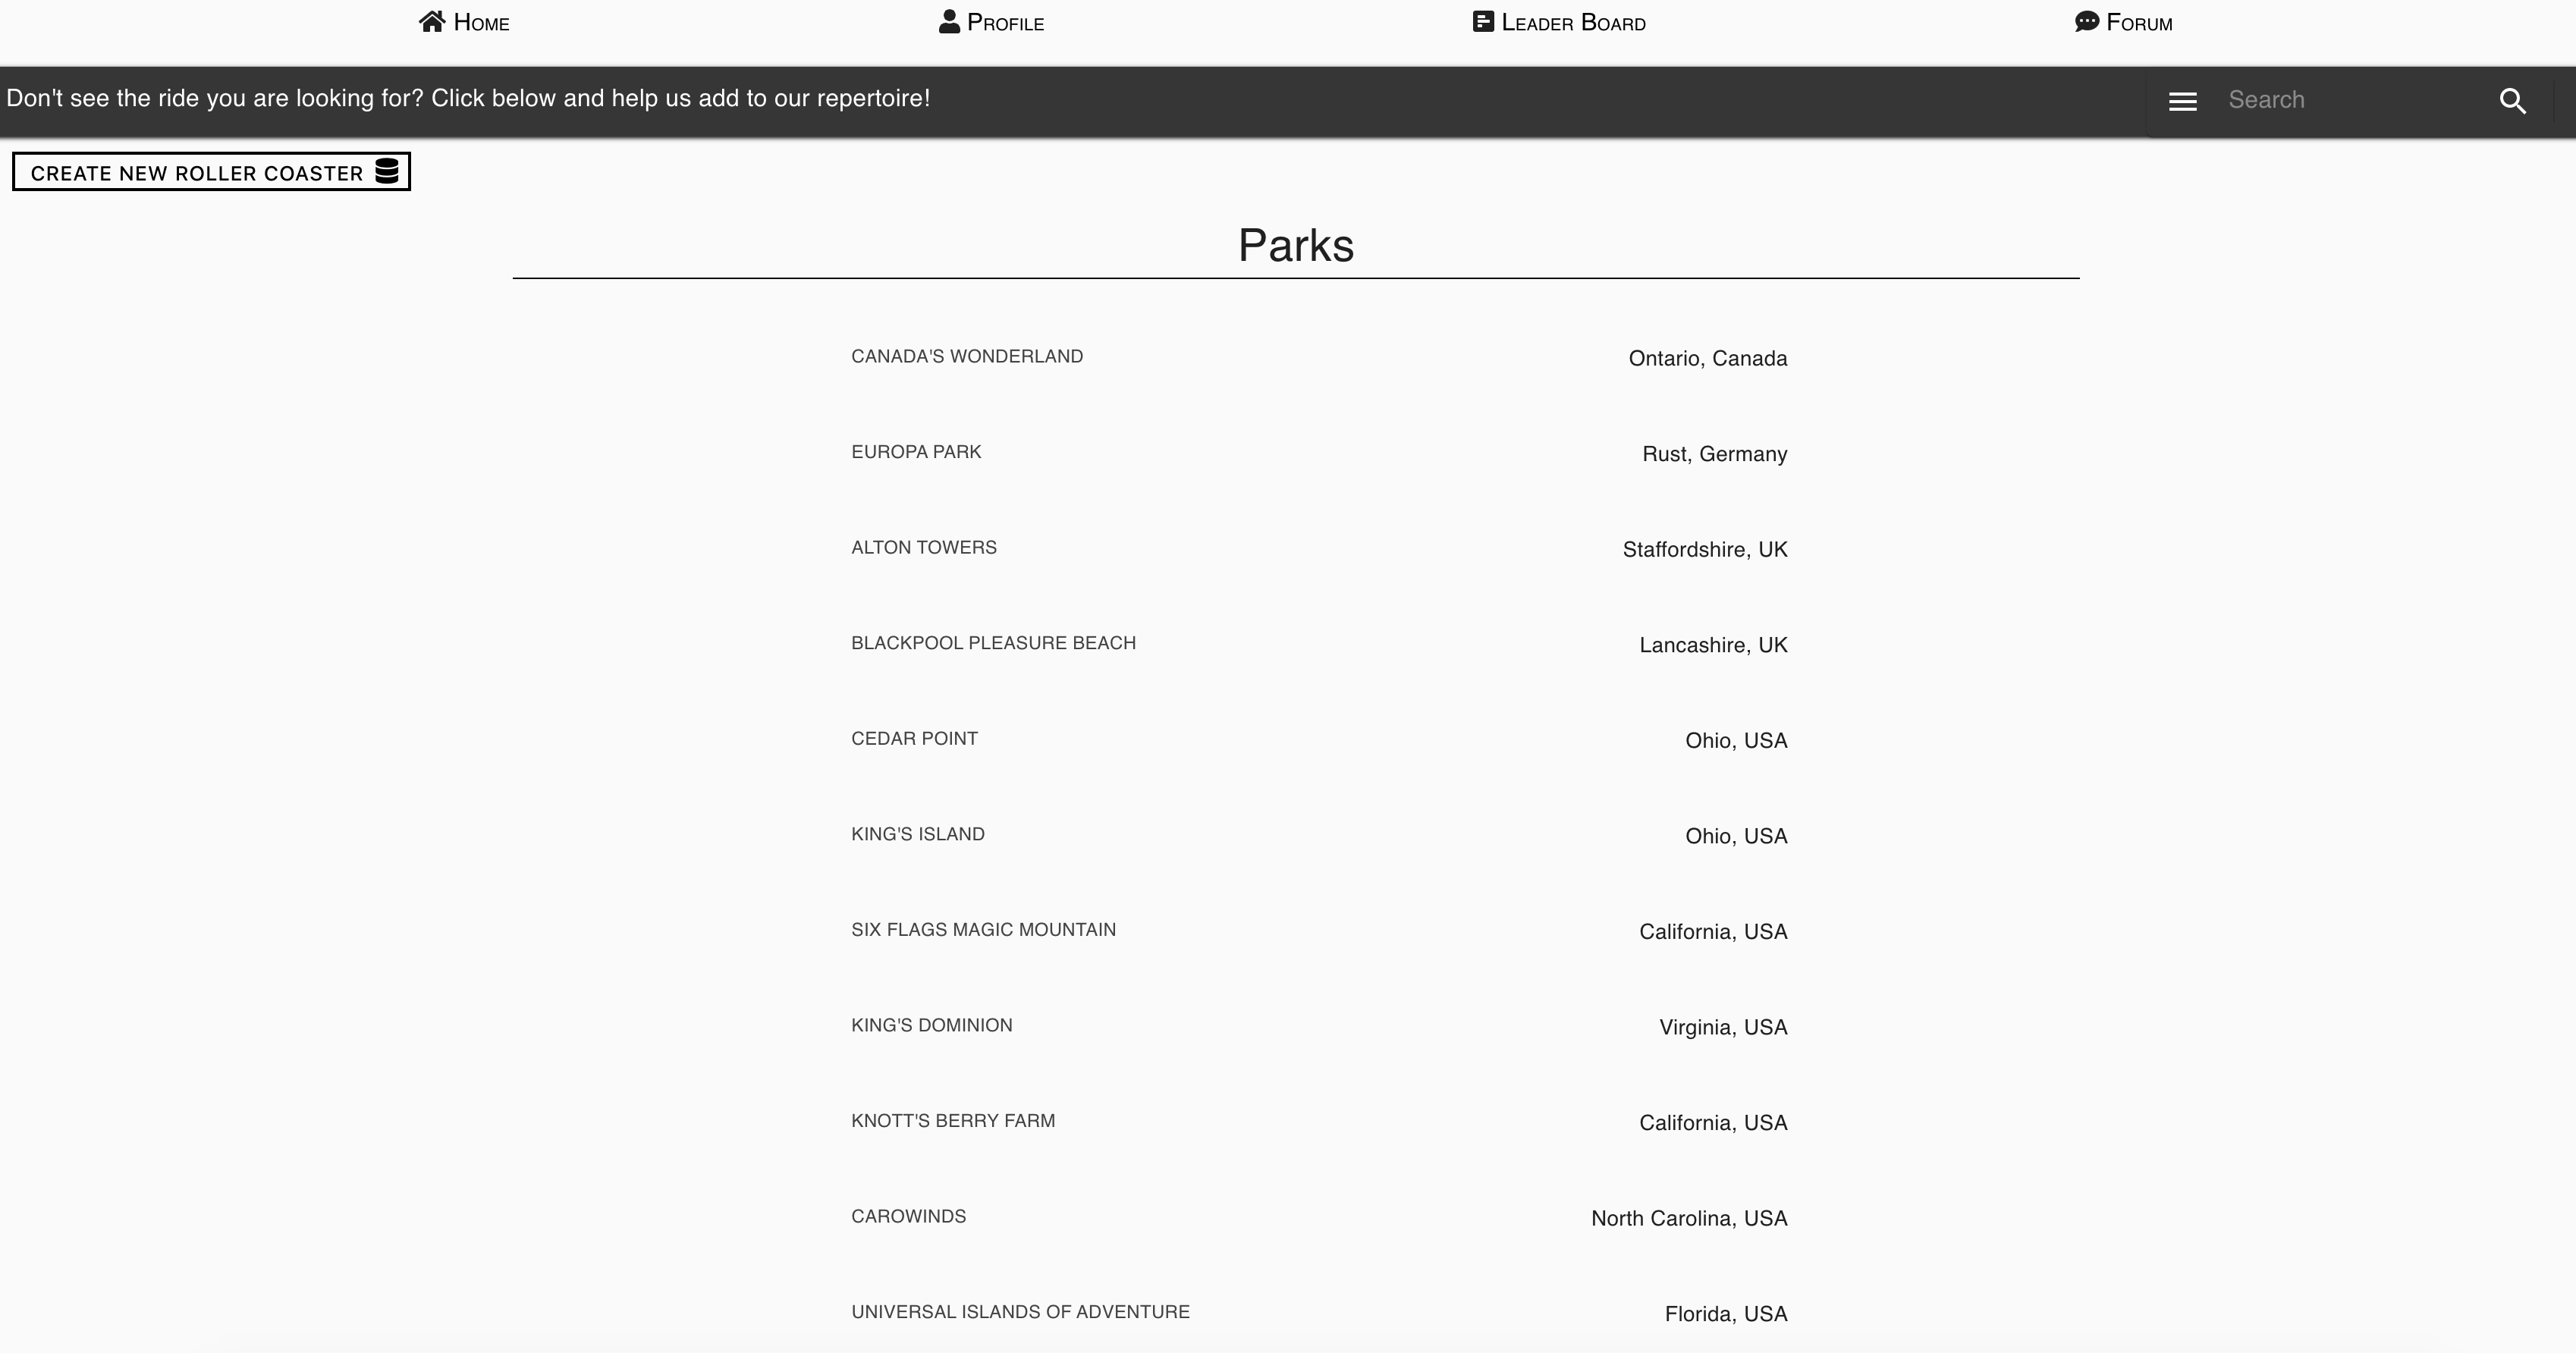 Home Profile Leader Board Forum
Don't see the ride you are looking for? Click below and help us add to our repertoire! Search
CREATE NEW ROLLER COASTER
Parks
CANADA'S WONDERLAND Ontario, Canada
EUROPA PARK Rust, Germany
ALTON TOWERS Staffordshire, UK
BLACKPOOL PLEASURE BEACH Lancashire, UK
CEDAR POINT Ohio, USA
KING'S ISLAND Ohio, USA
SIX FLAGS MAGIC MOUNTAIN California, USA
KING'S DOMINION Virginia, USA
KNOTT'S BERRY FARM California, USA
CAROWINDS North Carolina, USA
UNIVERSAL ISLANDS OF ADVENTURE Florida, USA